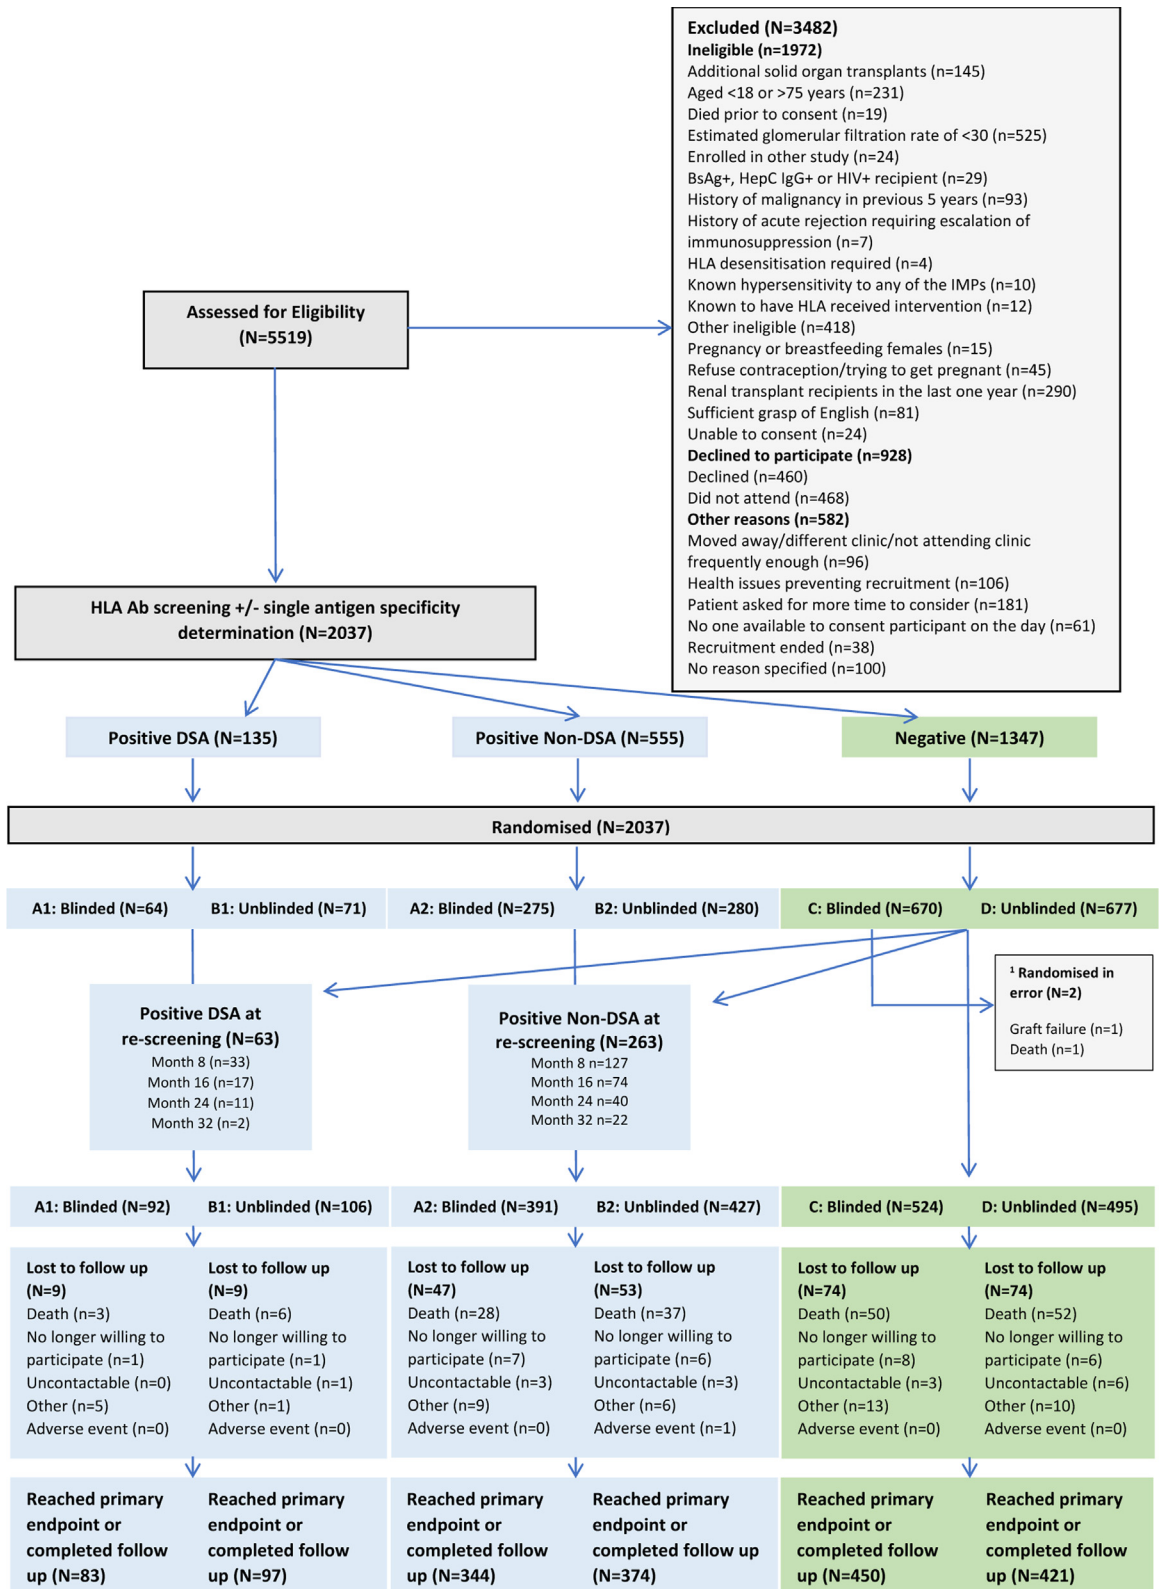 Excluded (N=3482)
Ineligible (n=1972)
Additional solid organ transplants (n=145)
Aged <18 or >75 years (n=231)
Died prior to consent (n=19)
Estimated glomerular filtration rate of <30 (n=525)
Enrolled in other study (n=24)
BsAg+, HepC IgG+ or HIV+ recipient (n=29)
History of malignancy in previous 5 years (n=93)
History of acute rejection requiring escalation of
immunosuppression (n=7)
HLA desensitisation required (n=4)
Known hypersensitivity to any of the IMPs (n=10)
Known to have HLA received intervention (n=12)
Other ineligible (n=418)
Pregnancy or breastfeeding females (n=15)
Refuse contraception/trying to get pregnant (n=45)
Renal transplant recipients in the last one year (n=290)
Sufficient grasp of English (n=81)
Unable to consent (n=24)
Declined to participate (n=928)
Declined (n=460)
Did not attend (n=468)
Other reasons (n=582)
Moved away/different clinic/not attending clinic
frequently enough (n=96)
Health issues preventing recruitment (n=106)
Patient asked for more time to consider (n=181)
No one available to consent participant on the day (n=61)
Recruitment ended (n=38)
No reason specified (n=100)
Assessed for Eligibility
(N=5519)
HLA Ab screening +/- single antigen specificity
determination (N=2037)
Positive DSA (N=135)
Positive Non-DSA (N=555)
Negative (N=1347)
Randomised (N=2037)
A1: Blinded (N=64)
B1: Unblinded (N=71)
A2: Blinded (N=275)
B2: Unblinded (N=280)
C: Blinded (N=670)
D: Unblinded (N=677)
¹ Randomised in
error (N=2)
Graft failure (n=1)
Death (n=1)
Positive DSA at
re-screening (N=63)
Month 8 (n=33)
Month 16 (n=17)
Month 24 (n=11)
Month 32 (n=2)
Positive Non-DSA at
re-screening (N=263)
Month 8 n=127
Month 16 n=74
Month 24 n=40
Month 32 n=22
A1: Blinded (N=92)
B1: Unblinded (N=106)
A2: Blinded (N=391)
B2: Unblinded (N=427)
C: Blinded (N=524)
D: Unblinded (N=495)
Lost to follow up
(N=9)
Death (n=3)
No longer willing to
participate (n=1)
Uncontactable (n=0)
Other (n=5)
Adverse event (n=0)
Lost to follow up
(N=9)
Death (n=6)
No longer willing to
participate (n=1)
Uncontactable (n=1)
Other (n=1)
Adverse event (n=0)
Lost to follow up
(N=47)
Death (n=28)
No longer willing to
participate (n=7)
Uncontactable (n=3)
Other (n=9)
Adverse event (n=0)
Lost to follow up
(N=53)
Death (n=37)
No longer willing to
participate (n=6)
Uncontactable (n=3)
Other (n=6)
Adverse event (n=1)
Lost to follow up
(N=74)
Death (n=50)
No longer willing to
participate (n=8)
Uncontactable (n=3)
Other (n=13)
Adverse event (n=0)
Lost to follow up
(N=74)
Death (n=52)
No longer willing to
participate (n=6)
Uncontactable (n=6)
Other (n=10)
Adverse event (n=0)
Reached primary
endpoint or
completed follow
up (N=83)
Reached primary
endpoint or
completed follow
up (N=97)
Reached primary
endpoint or
completed follow
up (N=344)
Reached primary
endpoint or
completed follow up
(N=374)
Reached primary
endpoint or
completed follow
up (N=450)
Reached primary
endpoint or
completed follow
up (N=421)